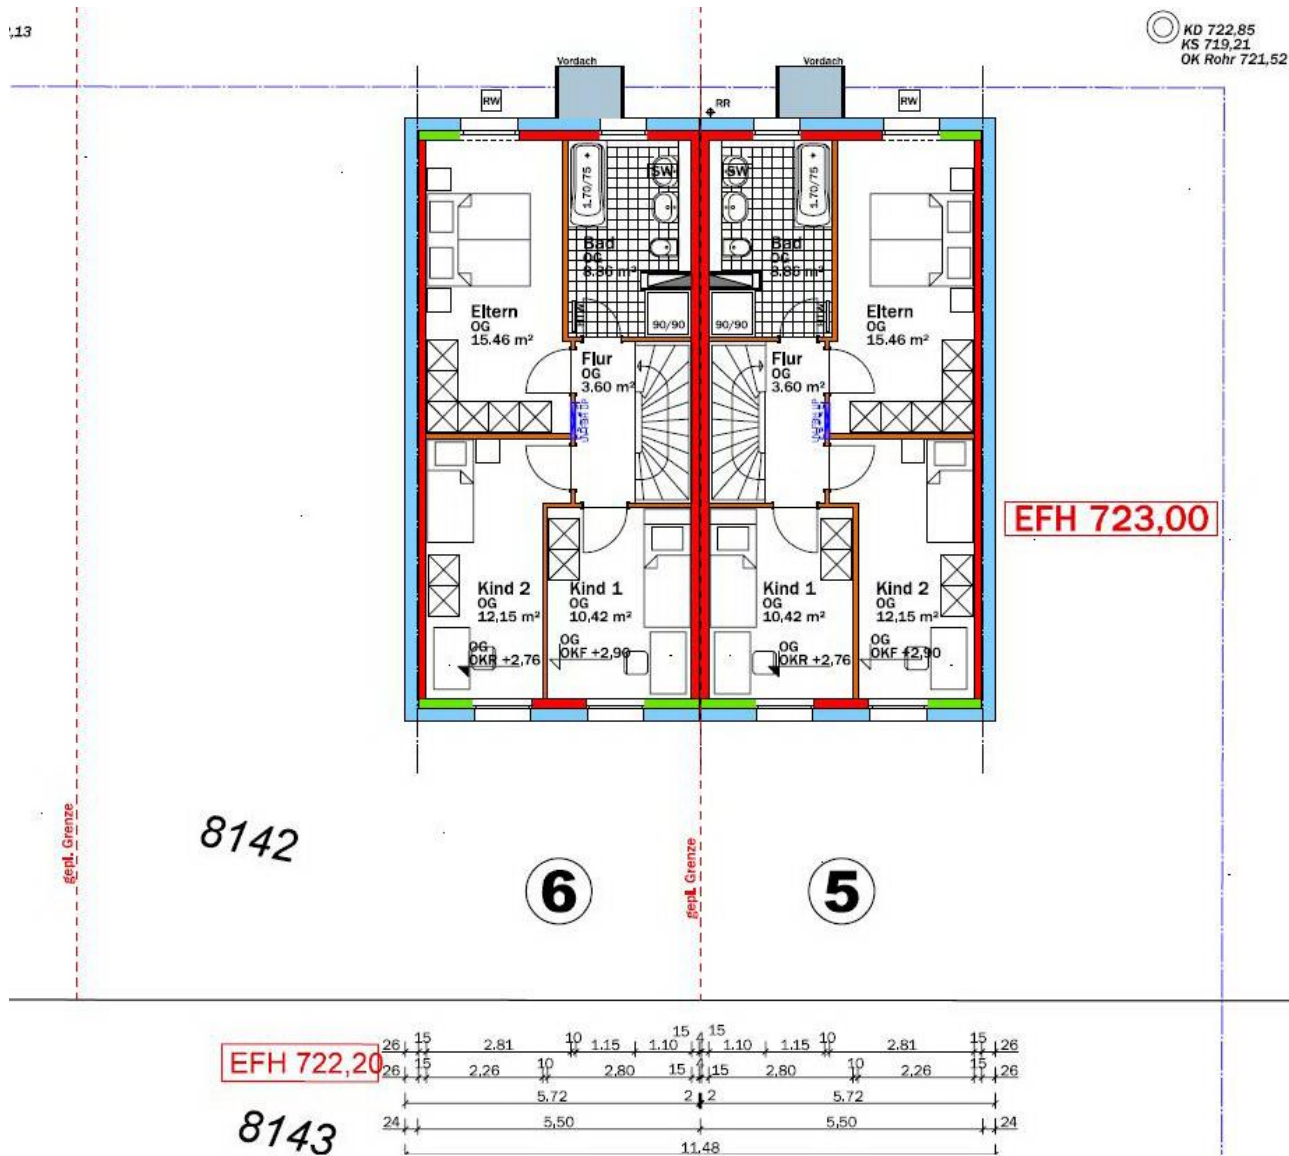 ,13
KD 722,85
KS 719,21
OK Rohr 721,52
Vordach
Vordach
RW
RR
RW
1.70/75
SW
SW
1.70/75
Bad
OG
8.86 m²
Bad
OG
8.86 m²
Eltern
OG
15.46 m²
Eltern
OG
15.46 m²
90/90
90/90
Flur
OG
3.60 m²
Flur
OG
3.60 m²
EFH 723,00
Kind 2
OG
12,15 m²
Kind 1
OG
10,42 m²
Kind 1
OG
10,42 m²
Kind 2
OG
12,15 m²
OG
OKR +2,76
OG
OKF +2,90
OG
OKR +2,76
OG
OKF +2,90
gepl. Grenze
gepl. Grenze
8142
6
5
EFH 722,20
8143
26 15 2.81 10 1.15 1.10 15 4 15 1.10 1.15 10 2.81 15 26
26 15 2,26 10 2,80 15 4 15 2,80 10 2,26 15 26
5.72 2 2 5.72
24 5,50 5,50 24
11.48